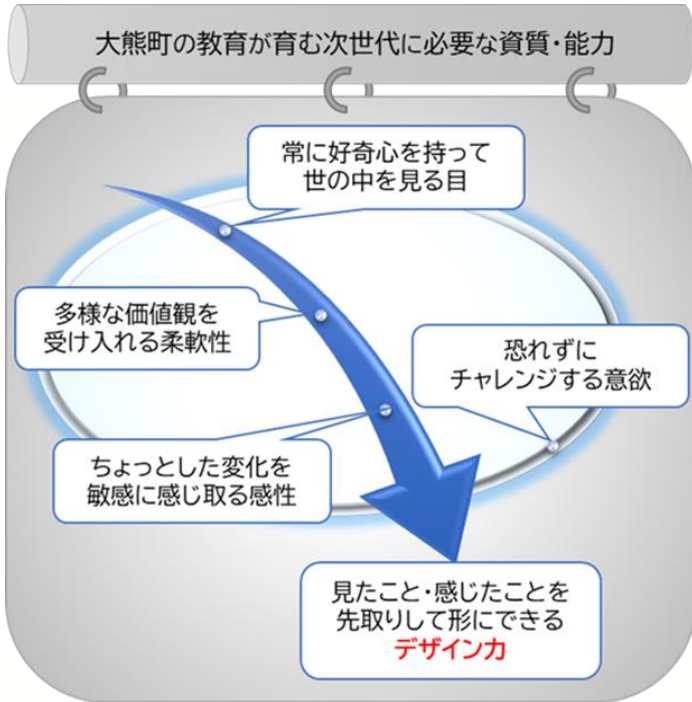 大熊町の教育が育む次世代に必要な資質・能力
常に好奇心を持って
世の中を見る目
多様な価値観を
受け入れる柔軟性
恐れずに
チャレンジする意欲
ちょっとした変化を
敏感に感じ取る感性
見たこと・感じたことを
先取りして形にできる
デザイン力